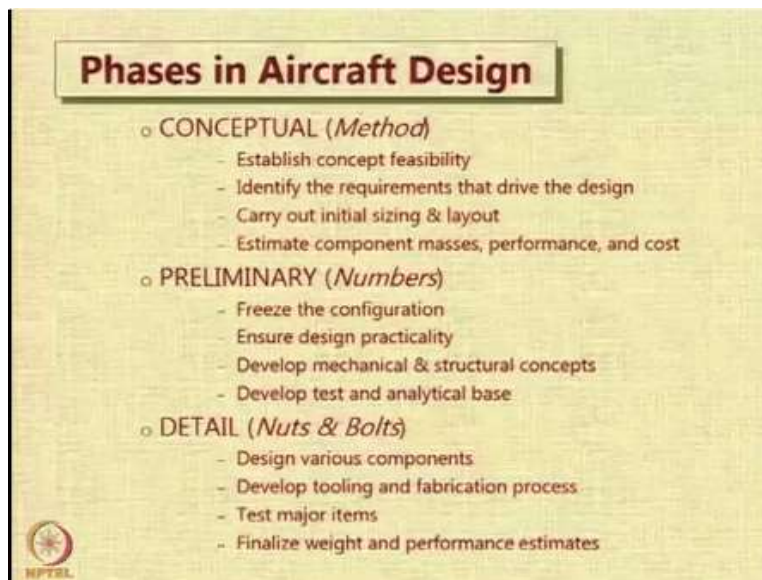 Phases in Aircraft Design
o CONCEPTUAL (Method)
- Establish concept feasibility
- Identify the requirements that drive the design
- Carry out initial sizing & layout
- Estimate component masses, performance, and cost
o PRELIMINARY (Numbers)
- Freeze the configuration
- Ensure design practicality
- Develop mechanical & structural concepts
- Develop test and analytical base
o DETAIL (Nuts & Bolts)
- Design various components
- Develop tooling and fabrication process
- Test major items
- Finalize weight and performance estimates
NPTEL